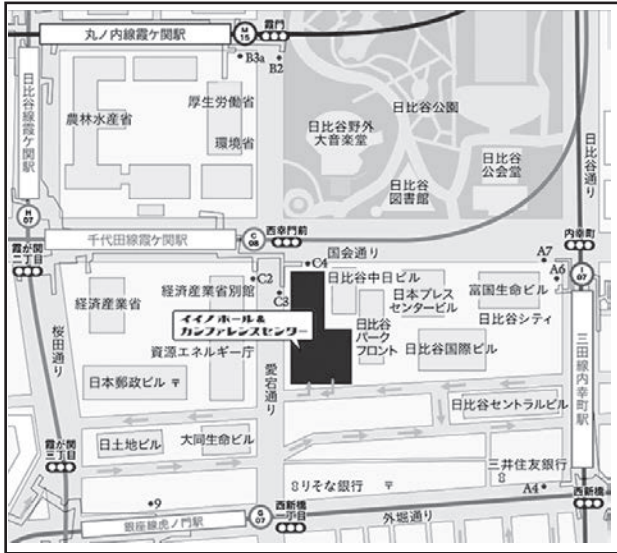 丸ノ内線霞ケ関駅
M
15
霞門
B3a
B2
日比谷線霞ケ関駅
厚生労働省
農林水産省
環境省
日比谷公園
日比谷野外
大音楽堂
日比谷
公会堂
日比谷
図書館
日比谷通り
H
07
千代田線霞ケ関駅
C
08
西幸門前
国会通り
内幸町
霞が関
二丁目
C4
A7
C2
C3
A6
I
07
経済産業省
経済産業省別館
日比谷中日ビル
日本プレス
センタービル
富国生命ビル
イイノホール&
カンファレンスセンター
日比谷
パーク
フロント
日比谷シティ
桜田通り
資源エネルギー庁
愛宕通り
日比谷国際ビル
三田線内幸町駅
日本郵政ビル 〒
日比谷セントラルビル
霞が関
三丁目
日土地ビル
大同生命ビル
三井住友銀行
りそな銀行
〒
9
A4
銀座線虎ノ門駅
G
07
西新橋
一丁目
外堀通り
西新橋